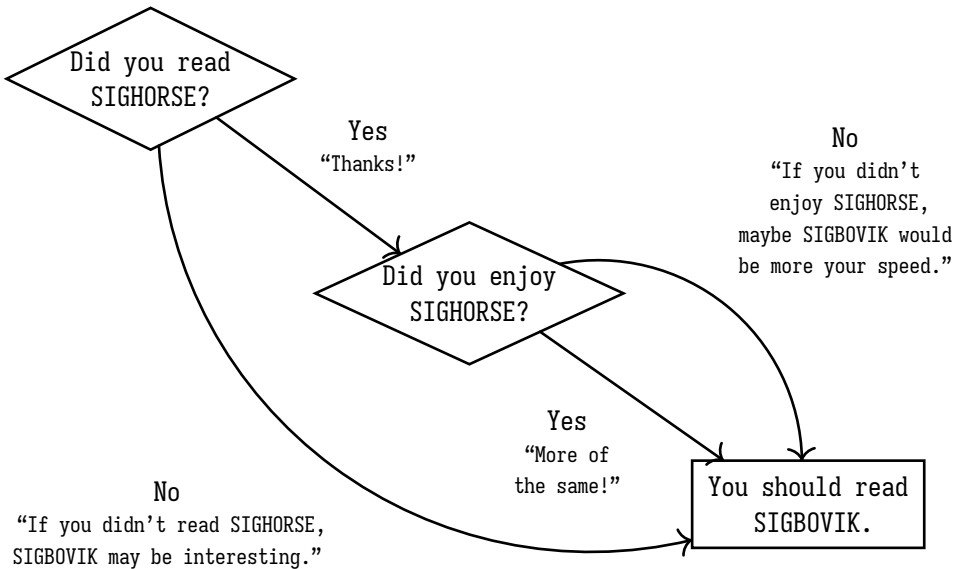 Did you read
SIGHORSE?
Yes
“Thanks!”
No
“If you didn’t
enjoy SIGHORSE,
maybe SIGBOVIK would
be more your speed.”
Did you enjoy
SIGHORSE?
Yes
“More of
the same!”
No
“If you didn’t read SIGHORSE,
SIGBOVIK may be interesting.”
You should read
SIGBOVIK.